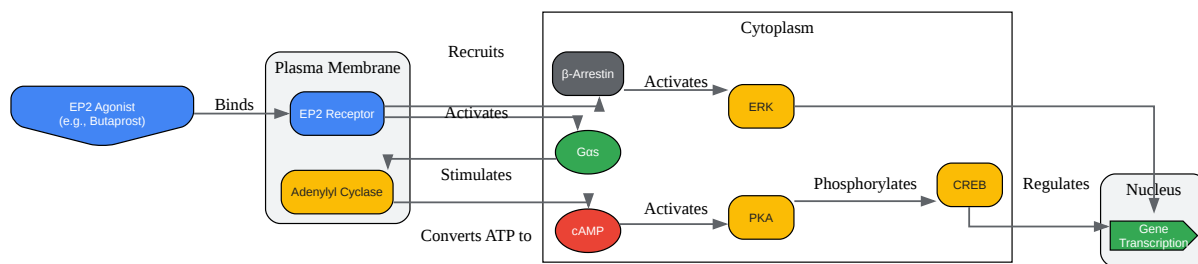 Cytoplasm
Recruits
Plasma Membrane
β-Arrestin
Activates
EP2 Agonist
(e.g., Butaprost)
Binds
EP2 Receptor
Activates
ERK
Gαs
Stimulates
Adenylyl Cyclase
Phosphorylates
CREB
Regulates
Nucleus
Converts ATP to
cAMP
Activates
PKA
Gene
Transcription